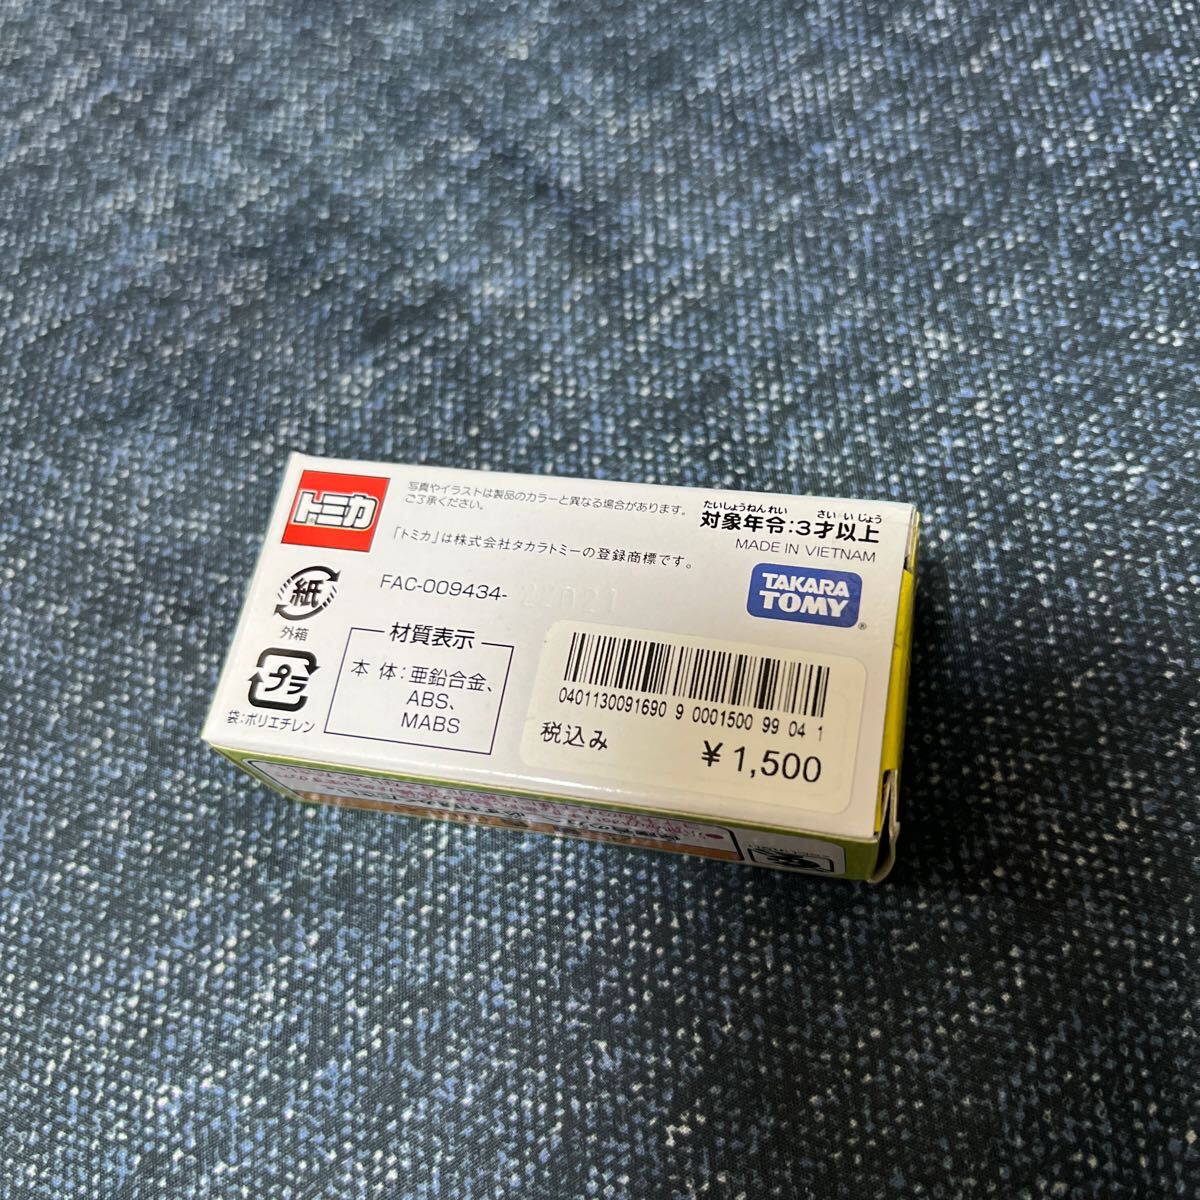 トミカ
写真やイラストは製品のカラーと異なる場合があります。
ご了承ください。
「トミカ」は株式会社タカラトミーの登録商標です。
たいしょうねんれい さい いじょう
対象年令:3才以上
MADE IN VIETNAM
TAKARA
TOMY
®
紙
外箱
プラ
袋:ポリエチレン
FAC-009434-
材質表示
本 体:亜鉛合金、
ABS、
MABS
0401130091690 9 0001500 99 04 1
税込み
￥1,500